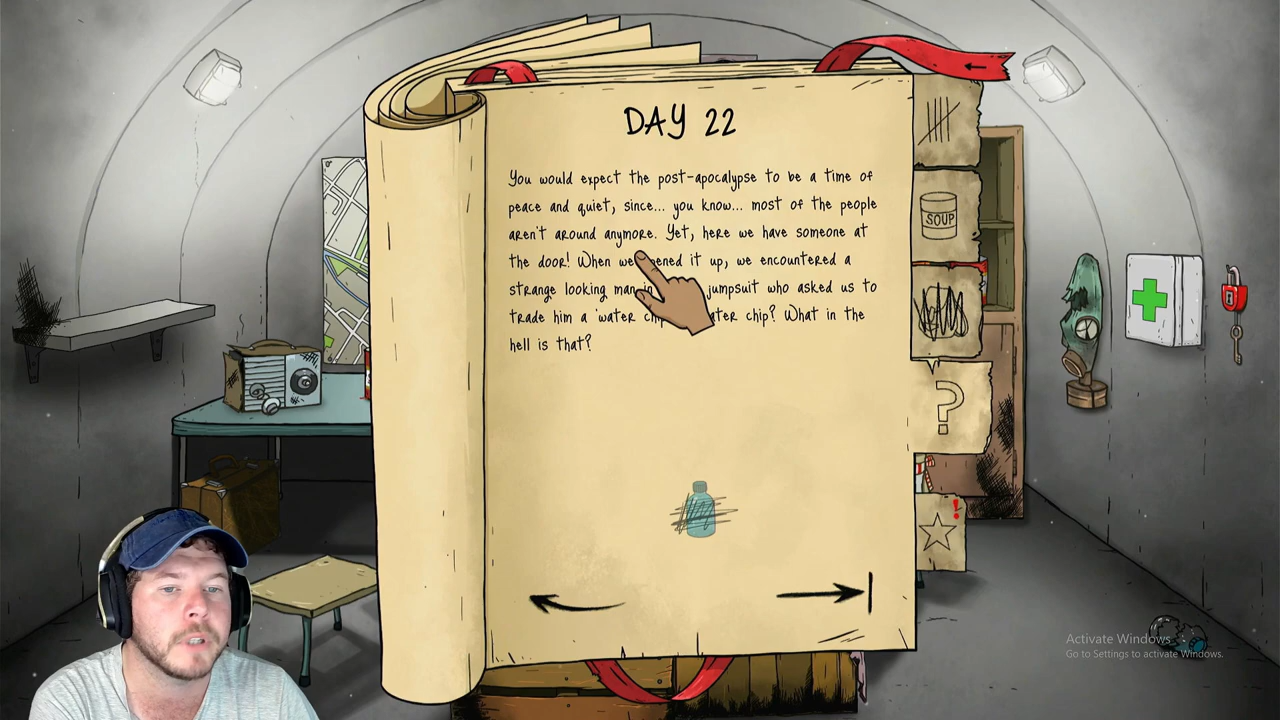 DAY 22
You would expect the post-apocalypse to be a time of
peace and quiet, since... you know... most of the people
aren't around anymore. Yet, here we have someone at
the door! When we ened it up, we encountered a
strange looking man in jumpsuit who asked us to
trade him a 'water chi ater chip? What in the
hell is that?
SOUP
Activate Windows
Go to Settings to activate Windows.